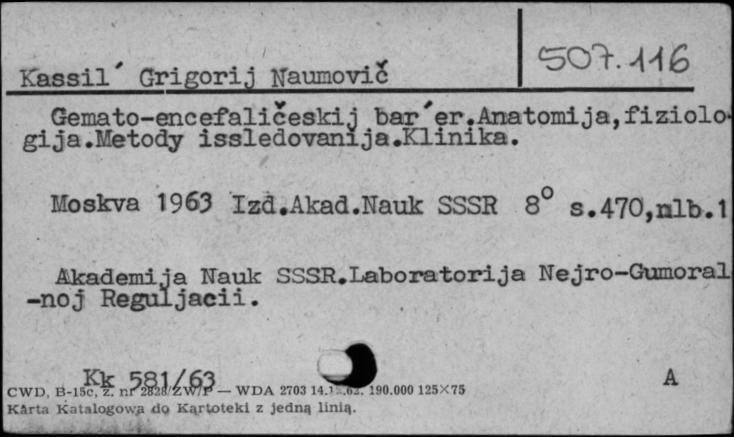 507.116
Kassil´ Grigorij Naumovič
Gemato-encefaličeskij bar´er.Anatomija,fiziolo-
gija.Metody issledovanija.Klinika.
Moskva 1963 Izd.Akad.Nauk SSSR 8° s.470,nlb.1
Akademija Nauk SSSR.Laboratorija Nejro-Gumoral
-noj Reguljacii.
Kk 581/63 A
CWD, B-15c, z. nr 2828/ZW/P — WDA 2703 190.000 125×75
Karta Katalogowa do Kartoteki z jedną linią.